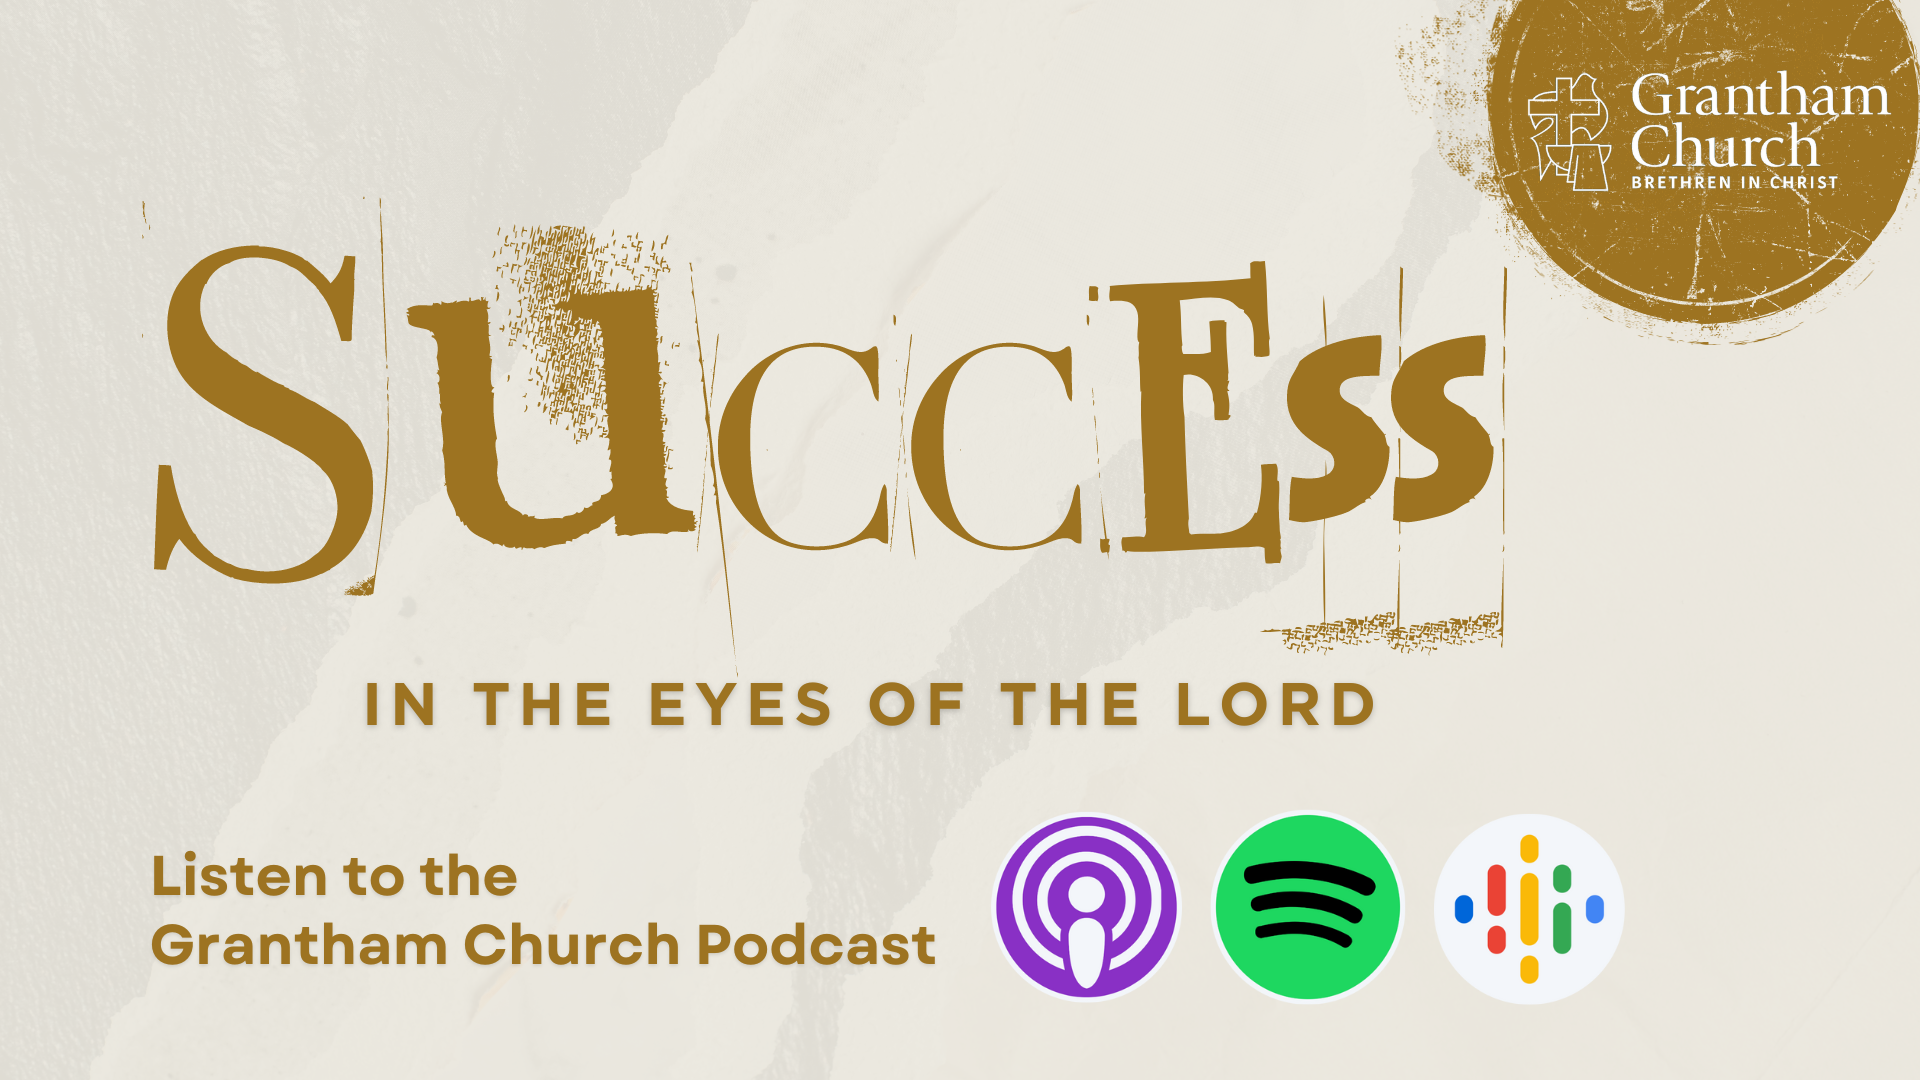 Grantham
Church
BRETHREN IN CHRIST
SuccEss
IN THE EYES OF THE LORD
Listen to the
Grantham Church Podcast